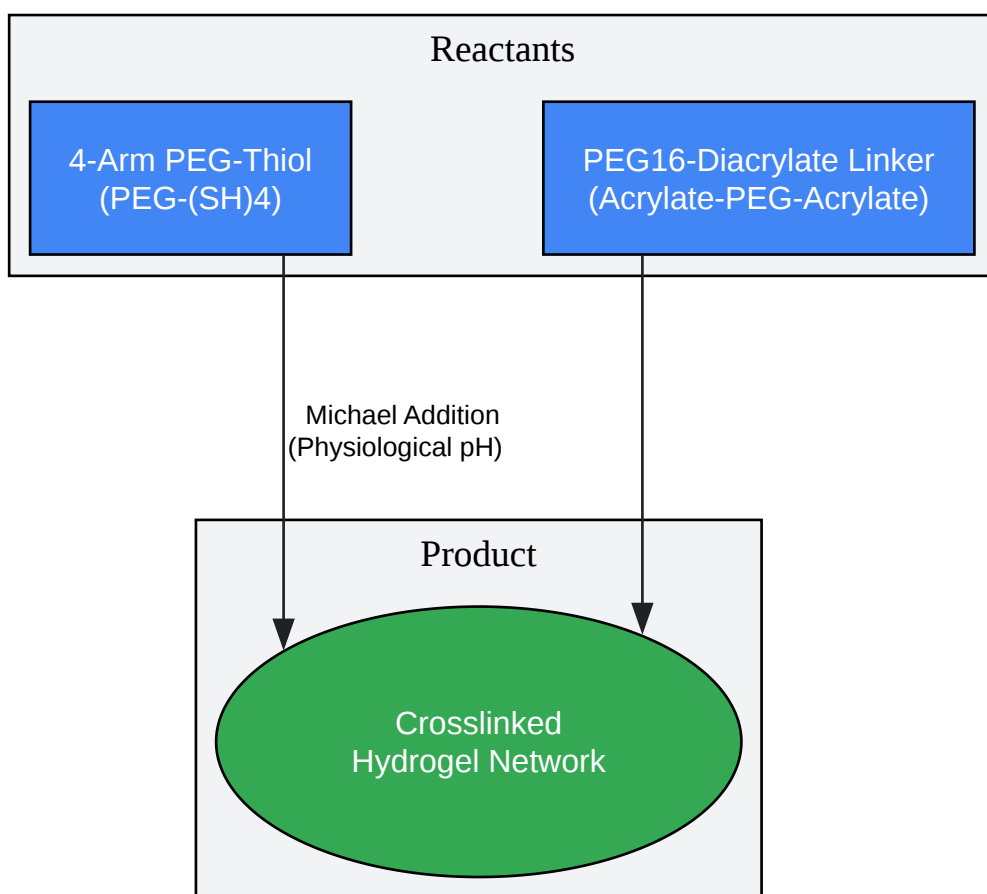 Reactants
4-Arm PEG-Thiol
(PEG-(SH)4)
PEG16-Diacrylate Linker
(Acrylate-PEG-Acrylate)
Michael Addition
(Physiological pH)
Product
Crosslinked
Hydrogel Network